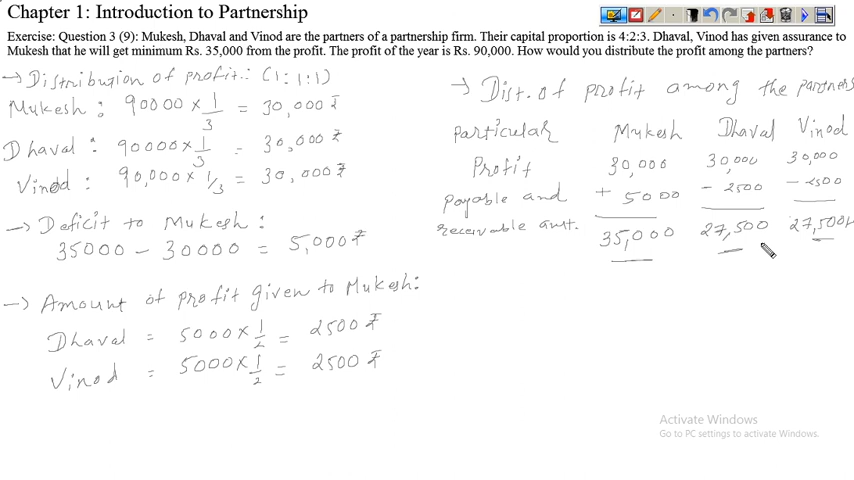 Chapter 1: Introduction to Partnership
Exercise: Question 3 (9): Mukesh, Dhaval and Vinod are the partners of a partnership firm. Their capital proportion is 4:2:3. Dhaval, Vinod has given assurance to
Mukesh that he will get minimum Rs. 35,000 from the profit. The profit of the year is Rs. 90,000. How would you distribute the profit among the partners?
→ Distribution of profit: (1:1:1)
Mukesh : 90000 × 1/3 = 30,000 ₹
Dhaval : 90000 × 1/3 = 30,000 ₹
Vinod : 90,000 × 1/3 = 30,000 ₹
→ Deficit to Mukesh:
35000 - 30000 = 5,000 ₹
→ Amount of profit given to Mukesh:
Dhaval = 5000 × 1/2 = 2500 ₹
Vinod = 5000 × 1/2 = 2500 ₹
→ Dist. of profit among the partners
Particular Mukesh Dhaval Vinod
Profit 30,000 30,000 30,000
Payable and + 5000 - 2500 - 2500
receivable amt. 35,000 27,500 27,500
Activate Windows
Go to PC settings to activate Windows.